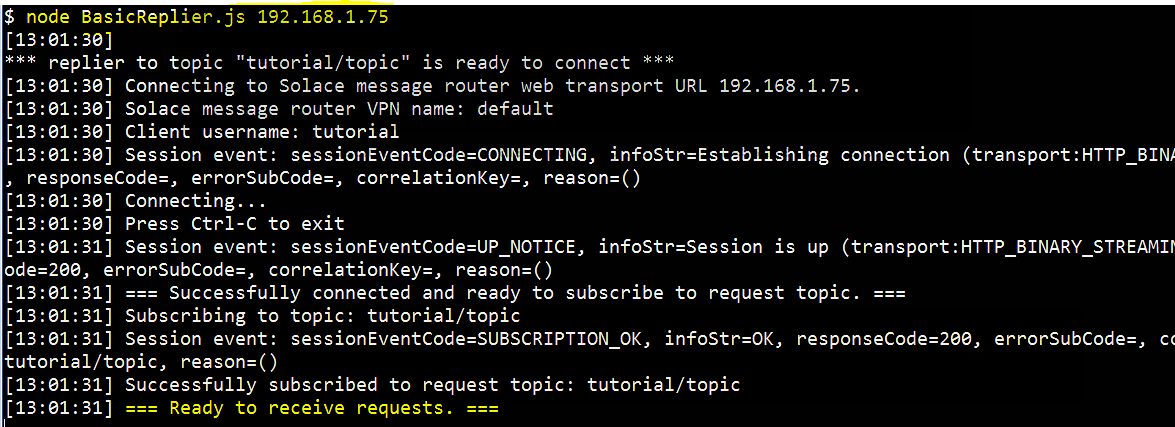 $ node BasicReplier.js 192.168.1.75
[13:01:30]
*** replier to topic "tutorial/topic" is ready to connect ***
[13:01:30] Connecting to Solace message router web transport URL 192.168.1.75.
[13:01:30] Solace message router VPN name: default
[13:01:30] Client username: tutorial
[13:01:30] Session event: sessionEventCode=CONNECTING, infoStr=Establishing connection (transport:HTTP_BINA
, responseCode=, errorSubCode=, correlationKey=, reason=()
[13:01:30] Connecting...
[13:01:30] Press Ctrl-C to exit
[13:01:31] Session event: sessionEventCode=UP_NOTICE, infoStr=Session is up (transport:HTTP_BINARY_STREAMIN
ode=200, errorSubCode=, correlationKey=, reason=()
[13:01:31] === Successfully connected and ready to subscribe to request topic. ===
[13:01:31] Subscribing to topic: tutorial/topic
[13:01:31] Session event: sessionEventCode=SUBSCRIPTION_OK, infoStr=OK, responseCode=200, errorSubCode=, co
tutorial/topic, reason=()
[13:01:31] Successfully subscribed to request topic: tutorial/topic
[13:01:31] === Ready to receive requests. ===